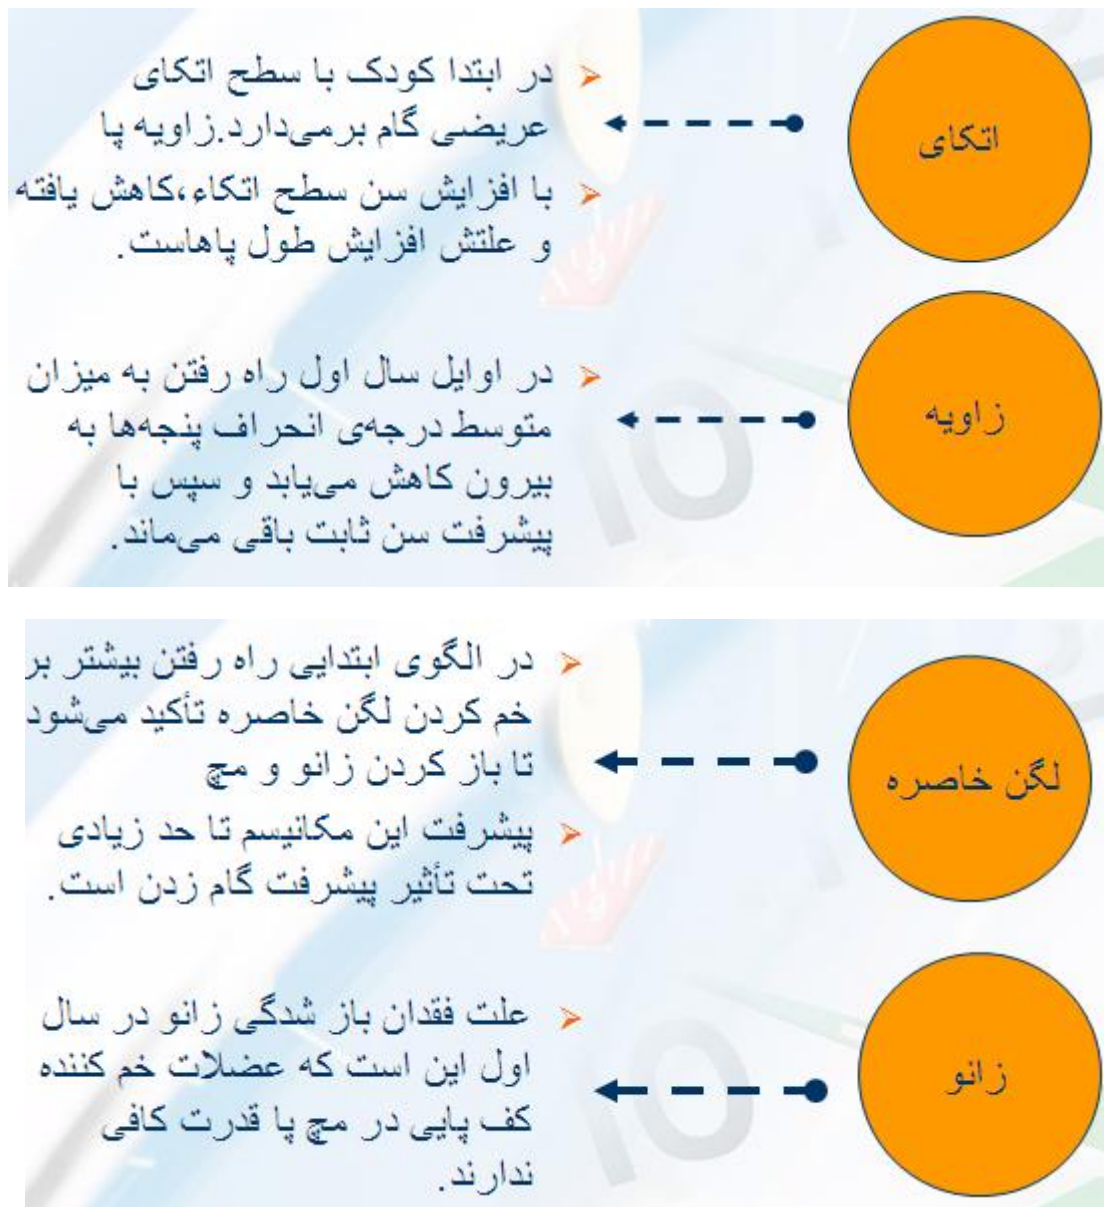 اتکای
در ابتدا کودک با سطح اتکای
عریضی گام برمی‌دارد.زاویه پا
با افزایش سن سطح اتکاء،کاهش یافته
و علتش افزایش طول پاهاست.
زاویه
در اوایل سال اول راه رفتن به میزان
متوسط درجه‌ی انحراف پنجه‌ها به
بیرون کاهش می‌یابد و سپس با
پیشرفت سن ثابت باقی می‌ماند.
لگن خاصره
در الگوی ابتدایی راه رفتن بیشتر بر
خم کردن لگن خاصره تأکید می‌شود
تا باز کردن زانو و مچ
پیشرفت این مکانیسم تا حد زیادی
تحت تأثیر پیشرفت گام زدن است.
زانو
علت فقدان باز شدگی زانو در سال
اول این است که عضلات خم کننده
کف پایی در مچ پا قدرت کافی
ندارند.